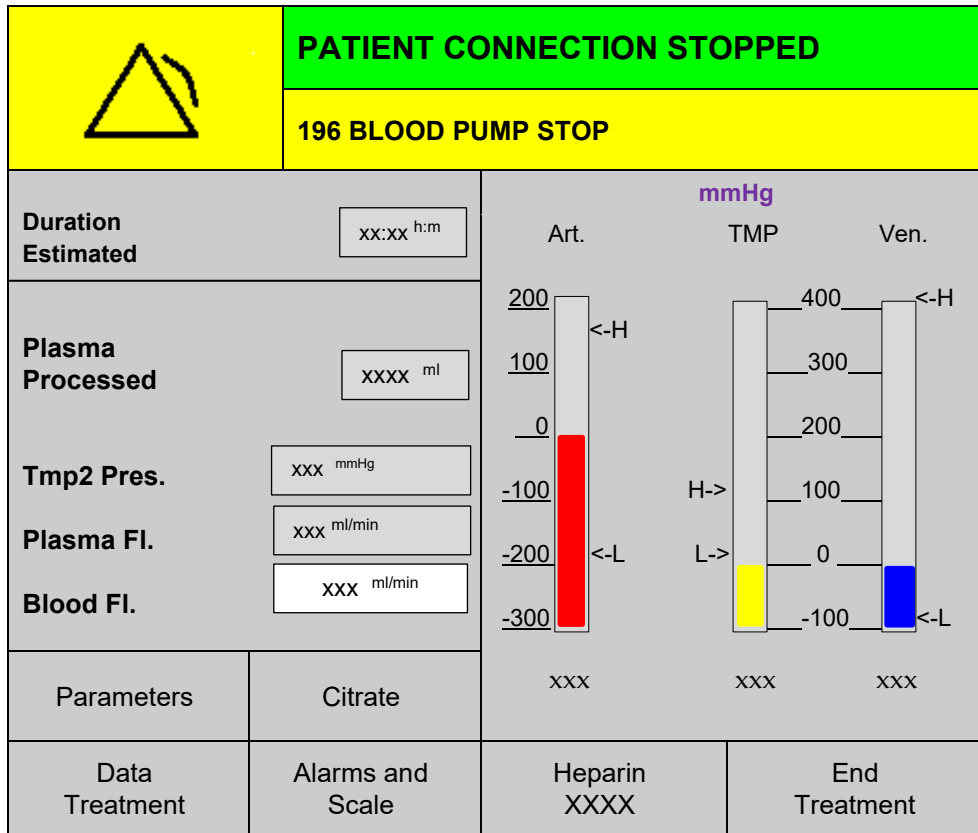 PATIENT CONNECTION STOPPED
196 BLOOD PUMP STOP
Duration
Estimated
xx:xx h:m
Plasma
Processed
xxxx ml
Tmp2 Pres.
xxx mmHg
Plasma Fl.
xxx ml/min
Blood Fl.
xxx ml/min
mmHg
Art. TMP Ven.
200 400 <-H
<-H
100 300
0 200
-100 H-> 100
-200 <-L L-> 0
-300 -100 <-L
xxx xxx xxx
Parameters
Citrate
Data
Treatment
Alarms and
Scale
Heparin
XXXX
End
Treatment